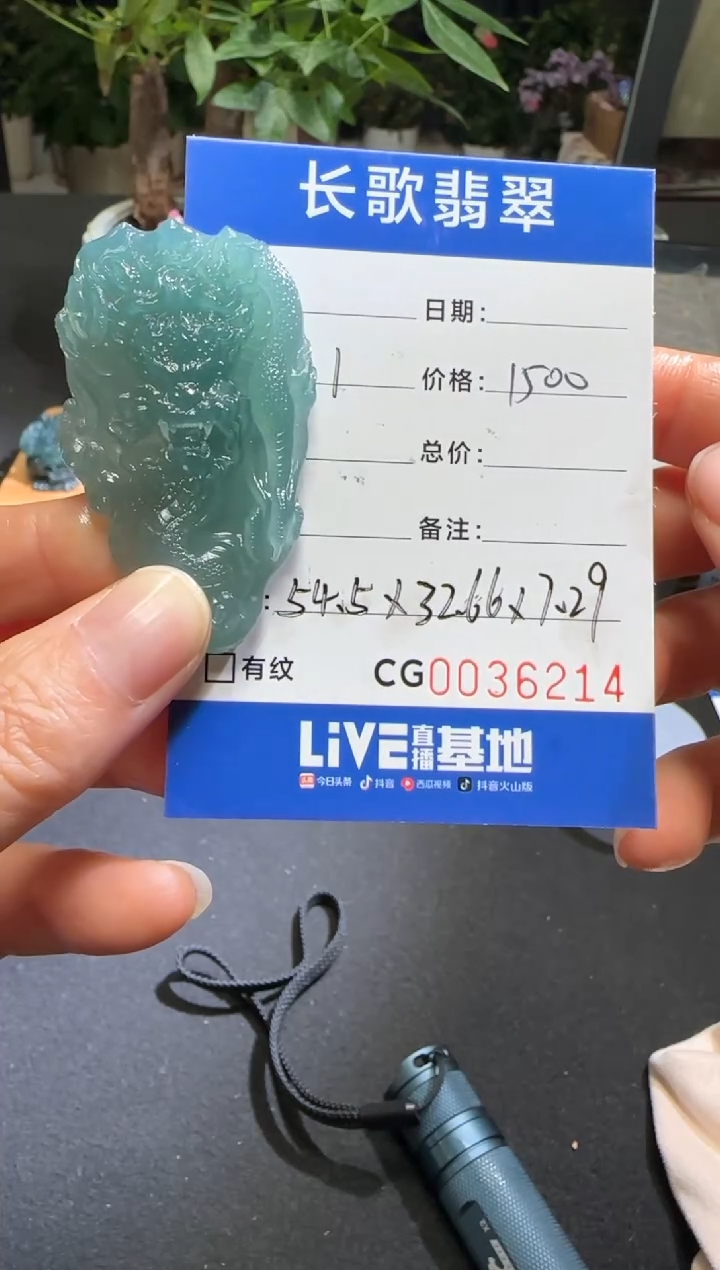 长歌翡翠
日期:
1 价格: 1500
总价:
备注:
: 54.5x32.66x7.29
有纹 CG0036214
LiVE直播基地
头条 今日头条 抖音 西瓜视频 抖音火山版